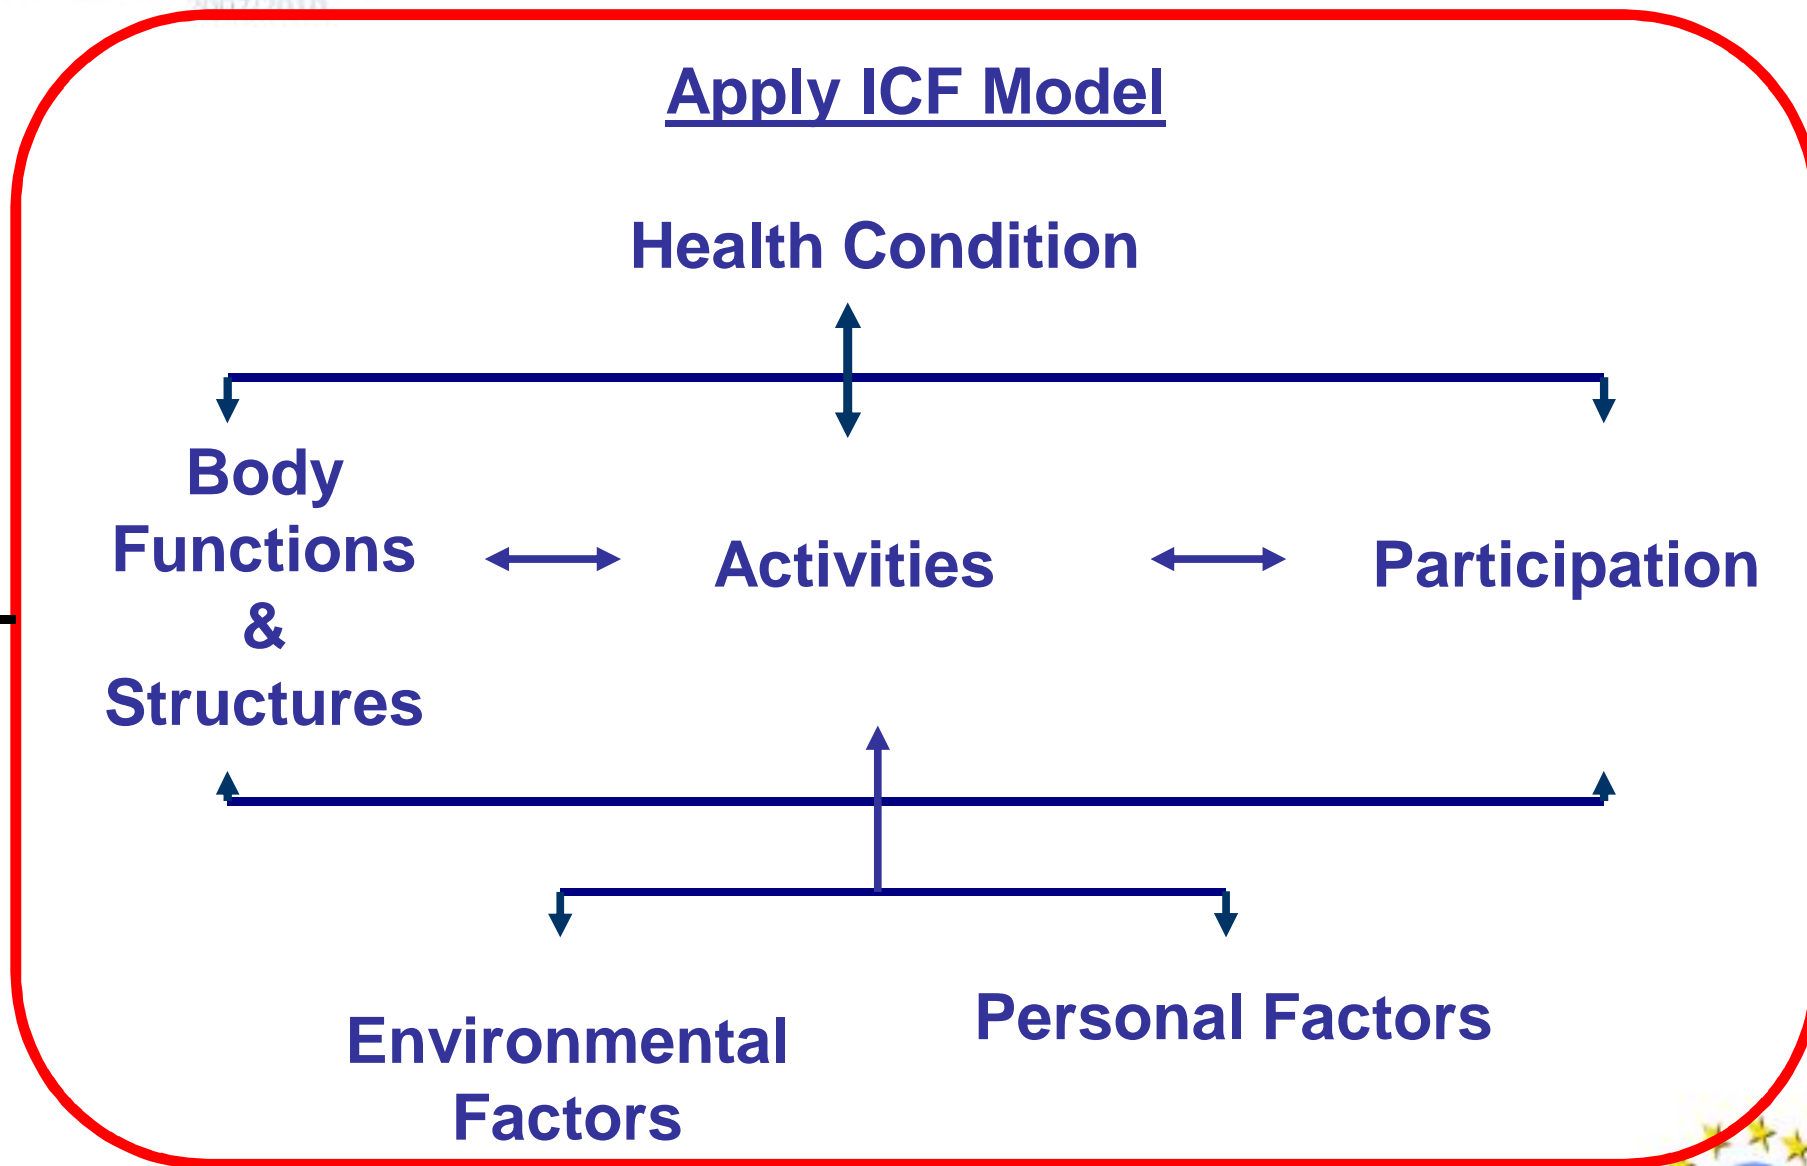 Apply ICF Model
Health Condition
Body
Functions
&
Structures
Activities
Participation
Environmental
Factors
Personal Factors